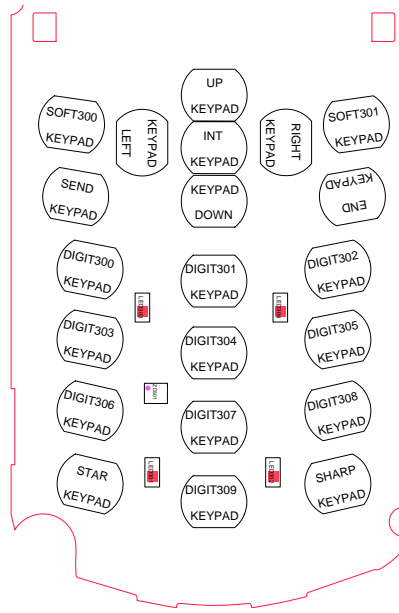 UP
KEYPAD
SOFT300
KEYPAD
KEYPAD
LEFT
INT
KEYPAD
RIGHT
KEYPAD
SOFT301
KEYPAD
SEND
KEYPAD
KEYPAD
DOWN
END
KEYPAD
DIGIT300
KEYPAD
DIGIT301
KEYPAD
DIGIT302
KEYPAD
DIGIT303
KEYPAD
DIGIT304
KEYPAD
DIGIT305
KEYPAD
DIGIT306
KEYPAD
DIGIT307
KEYPAD
DIGIT308
KEYPAD
STAR
KEYPAD
DIGIT309
KEYPAD
SHARP
KEYPAD